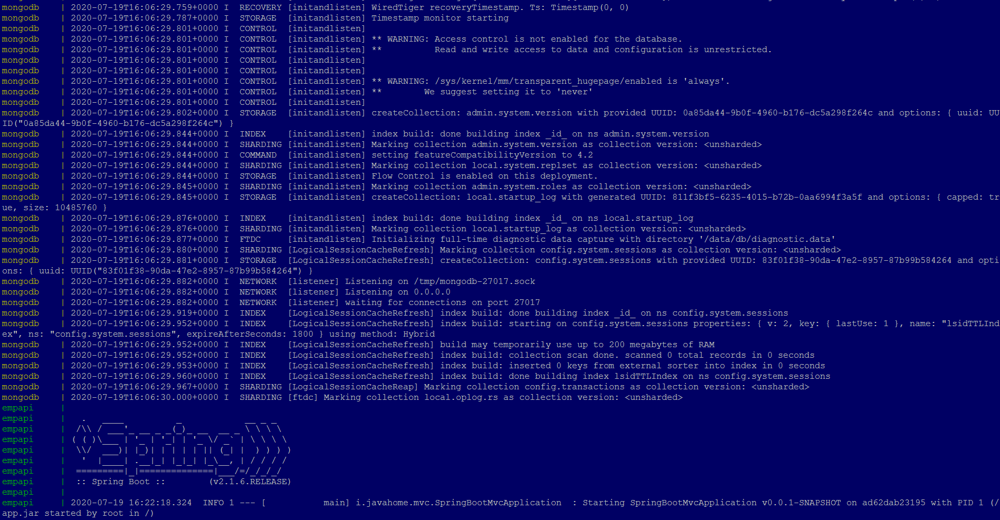 mongodb    | 2020-07-19T16:06:29.759+0000 I  RECOVERY [initandlisten] WiredTiger recoveryTimestamp. Ts: Timestamp(0, 0)
mongodb    | 2020-07-19T16:06:29.787+0000 I  STORAGE  [initandlisten] Timestamp monitor starting
mongodb    | 2020-07-19T16:06:29.801+0000 I  CONTROL  [initandlisten]
mongodb    | 2020-07-19T16:06:29.801+0000 I  CONTROL  [initandlisten] ** WARNING: Access control is not enabled for the database.
mongodb    | 2020-07-19T16:06:29.801+0000 I  CONTROL  [initandlisten] **          Read and write access to data and configuration is unrestricted.
mongodb    | 2020-07-19T16:06:29.801+0000 I  CONTROL  [initandlisten]
mongodb    | 2020-07-19T16:06:29.801+0000 I  CONTROL  [initandlisten]
mongodb    | 2020-07-19T16:06:29.801+0000 I  CONTROL  [initandlisten] ** WARNING: /sys/kernel/mm/transparent_hugepage/enabled is 'always'.
mongodb    | 2020-07-19T16:06:29.801+0000 I  CONTROL  [initandlisten] **        We suggest setting it to 'never'
mongodb    | 2020-07-19T16:06:29.801+0000 I  CONTROL  [initandlisten]
mongodb    | 2020-07-19T16:06:29.802+0000 I  STORAGE  [initandlisten] createCollection: admin.system.version with provided UUID: 0a85da44-9b0f-4960-b176-dc5a298f264c and options: { uuid: UU
ID("0a85da44-9b0f-4960-b176-dc5a298f264c") }
mongodb    | 2020-07-19T16:06:29.844+0000 I  INDEX    [initandlisten] index build: done building index _id_ on ns admin.system.version
mongodb    | 2020-07-19T16:06:29.844+0000 I  SHARDING [initandlisten] Marking collection admin.system.version as collection version: <unsharded>
mongodb    | 2020-07-19T16:06:29.844+0000 I  COMMAND  [initandlisten] setting featureCompatibilityVersion to 4.2
mongodb    | 2020-07-19T16:06:29.844+0000 I  SHARDING [initandlisten] Marking collection local.system.replset as collection version: <unsharded>
mongodb    | 2020-07-19T16:06:29.844+0000 I  STORAGE  [initandlisten] Flow Control is enabled on this deployment.
mongodb    | 2020-07-19T16:06:29.845+0000 I  SHARDING [initandlisten] Marking collection admin.system.roles as collection version: <unsharded>
mongodb    | 2020-07-19T16:06:29.845+0000 I  STORAGE  [initandlisten] createCollection: local.startup_log with generated UUID: 811f3bf5-6235-4015-b72b-0aa6994f3a5f and options: { capped: tr
ue, size: 10485760 }
mongodb    | 2020-07-19T16:06:29.876+0000 I  INDEX    [initandlisten] index build: done building index _id_ on ns local.startup_log
mongodb    | 2020-07-19T16:06:29.876+0000 I  SHARDING [initandlisten] Marking collection local.startup_log as collection version: <unsharded>
mongodb    | 2020-07-19T16:06:29.877+0000 I  FTDC     [initandlisten] Initializing full-time diagnostic data capture with directory '/data/db/diagnostic.data'
mongodb    | 2020-07-19T16:06:29.880+0000 I  SHARDING [LogicalSessionCacheRefresh] Marking collection config.system.sessions as collection version: <unsharded>
mongodb    | 2020-07-19T16:06:29.881+0000 I  STORAGE  [LogicalSessionCacheRefresh] createCollection: config.system.sessions with provided UUID: 83f01f38-90da-47e2-8957-87b99b584264 and opti
ons: { uuid: UUID("83f01f38-90da-47e2-8957-87b99b584264") }
mongodb    | 2020-07-19T16:06:29.882+0000 I  NETWORK  [listener] Listening on /tmp/mongodb-27017.sock
mongodb    | 2020-07-19T16:06:29.882+0000 I  NETWORK  [listener] Listening on 0.0.0.0
mongodb    | 2020-07-19T16:06:29.882+0000 I  NETWORK  [listener] waiting for connections on port 27017
mongodb    | 2020-07-19T16:06:29.919+0000 I  INDEX    [LogicalSessionCacheRefresh] index build: done building index _id_ on ns config.system.sessions
mongodb    | 2020-07-19T16:06:29.952+0000 I  INDEX    [LogicalSessionCacheRefresh] index build: starting on config.system.sessions properties: { v: 2, key: { lastUse: 1 }, name: "lsidTTLInd
ex", ns: "config.system.sessions", expireAfterSeconds: 1800 } using method: Hybrid
mongodb    | 2020-07-19T16:06:29.952+0000 I  INDEX    [LogicalSessionCacheRefresh] build may temporarily use up to 200 megabytes of RAM
mongodb    | 2020-07-19T16:06:29.952+0000 I  INDEX    [LogicalSessionCacheRefresh] index build: collection scan done. scanned 0 total records in 0 seconds
mongodb    | 2020-07-19T16:06:29.953+0000 I  INDEX    [LogicalSessionCacheRefresh] index build: inserted 0 keys from external sorter into index in 0 seconds
mongodb    | 2020-07-19T16:06:29.960+0000 I  INDEX    [LogicalSessionCacheRefresh] index build: done building index lsidTTLIndex on ns config.system.sessions
mongodb    | 2020-07-19T16:06:29.967+0000 I  SHARDING [LogicalSessionCacheReap] Marking collection config.transactions as collection version: <unsharded>
mongodb    | 2020-07-19T16:06:30.000+0000 I  SHARDING [ftdc] Marking collection local.oplog.rs as collection version: <unsharded>
empapi     |
empapi     |   .   ____          _            __ _ _
empapi     |  /\\ / ___'_ __ _ _(_)_ __  __ _ \ \ \ \
empapi     | ( ( )\___ | '_ | '_| | '_ \/ _` | \ \ \ \
empapi     |  \\/  ___)| |_)| | | | | || (_| |  ) ) ) )
empapi     |   '  |____| .__|_| |_|_| |_\__, | / / / /
empapi     |  =========|_|==============|___/=/_/_/_/
empapi     |  :: Spring Boot ::        (v2.1.6.RELEASE)
empapi     |
empapi     | 2020-07-19 16:22:18.324  INFO 1 --- [           main] i.javahome.mvc.SpringBootMvcApplication  : Starting SpringBootMvcApplication v0.0.1-SNAPSHOT on ad62dab23195 with PID 1 (/
app.jar started by root in /)